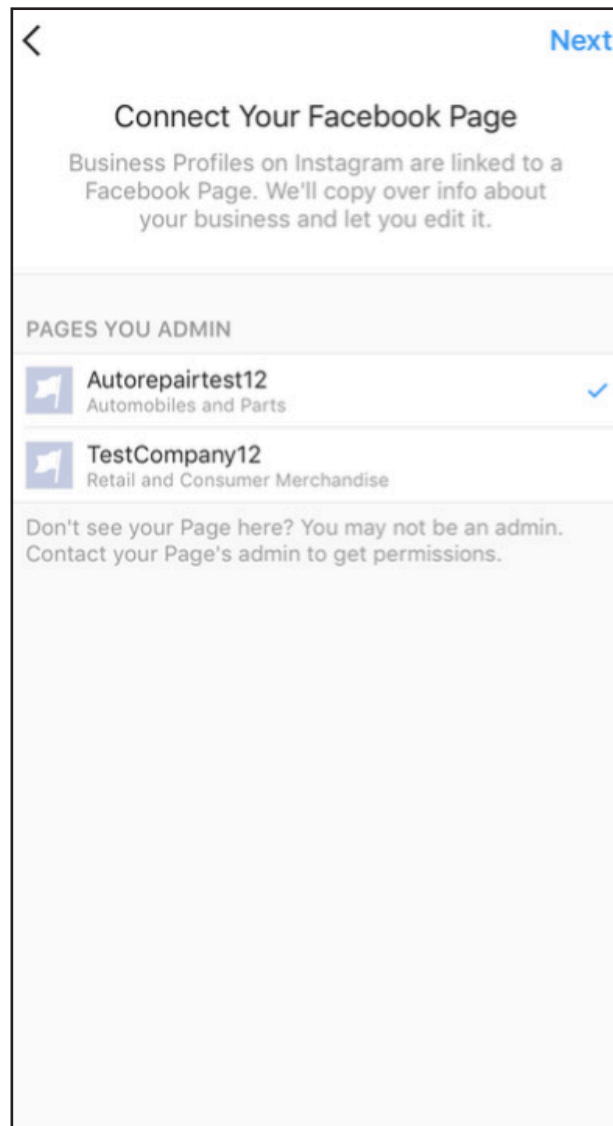 Next
Connect Your Facebook Page
Business Profiles on Instagram are linked to a
Facebook Page. We'll copy over info about
your business and let you edit it.
PAGES YOU ADMIN
Autorepairtest12
Automobiles and Parts
TestCompany12
Retail and Consumer Merchandise
Don't see your Page here? You may not be an admin.
Contact your Page's admin to get permissions.